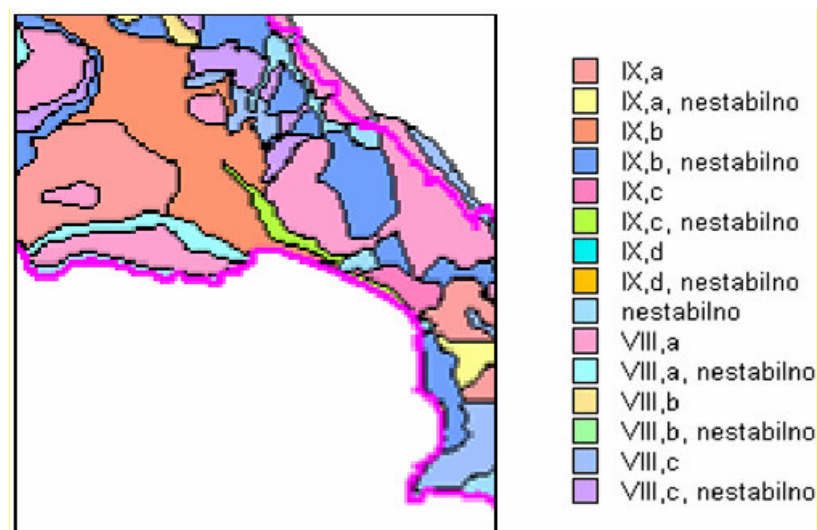 IX,a
IX,a, nestabilno
IX,b
IX,b, nestabilno
IX,c
IX,c, nestabilno
IX,d
IX,d, nestabilno
nestabilno
VIII,a
VIII,a, nestabilno
VIII,b
VIII,b, nestabilno
VIII,c
VIII,c, nestabilno